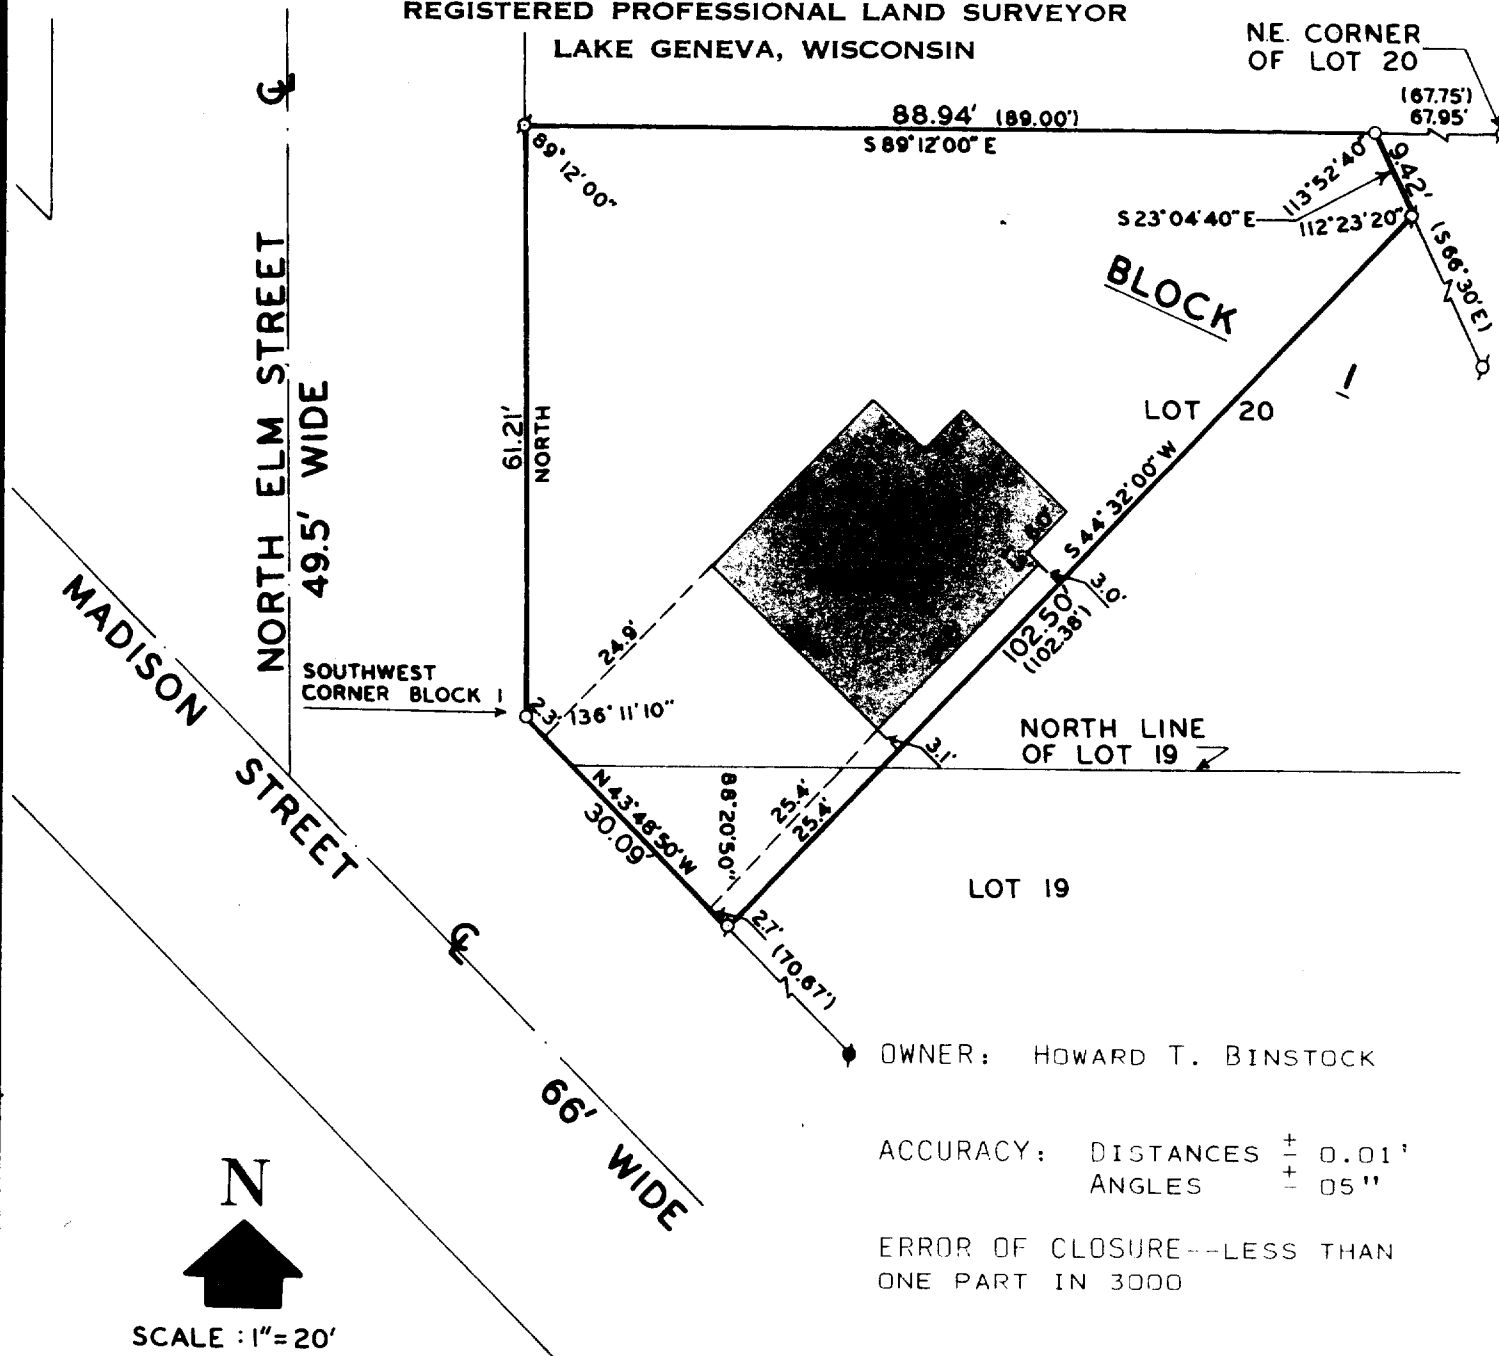 REGISTERED PROFESSIONAL LAND SURVEYOR
LAKE GENEVA, WISCONSIN
N.E. CORNER
OF LOT 20
(67.75')
67.95'
88.94' (89.00')
S 89°12'00" E
89°12'00"
113°52'40"
9.42'
S 23°04'40" E
112°23'20"
(S 66°30' E)
BLOCK
1
LOT 20
NORTH ELM STREET
49.5' WIDE
61.21'
NORTH
S 44°32'00" W
3.0'
102.50'
(102.38')
24.9'
MADISON STREET
SOUTHWEST
CORNER BLOCK 1
2.3'
136°11'10"
NORTH LINE
OF LOT 19
3.1'
N 43°48'50" W
30.09'
88°20'50"
25.4'
25.4'
LOT 19
2.7'
(70.67')
66' WIDE
OWNER: HOWARD T. BINSTOCK
ACCURACY: DISTANCES ± 0.01'
ANGLES ± 05"
ERROR OF CLOSURE--LESS THAN
ONE PART IN 3000
N
SCALE : 1"=20'